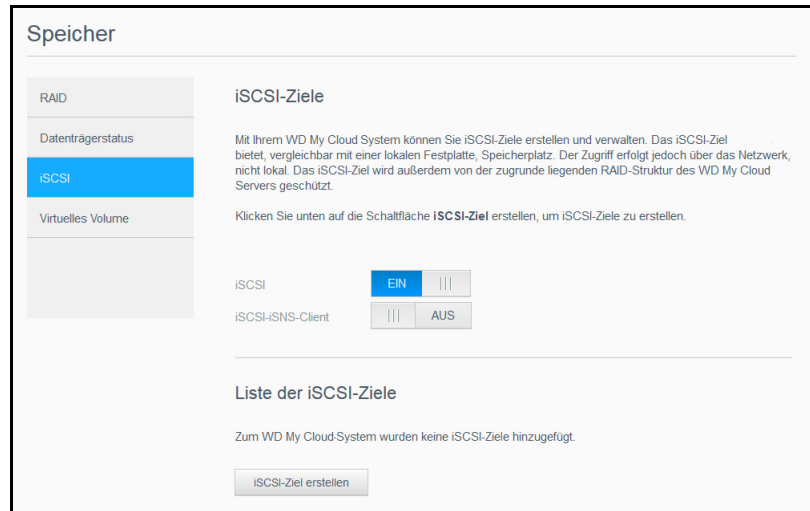 Speicher
RAID
Datenträgerstatus
iSCSI
Virtuelles Volume
iSCSI-Ziele
Mit Ihrem WD My Cloud System können Sie iSCSI-Ziele erstellen und verwalten. Das iSCSI-Ziel
bietet, vergleichbar mit einer lokalen Festplatte, Speicherplatz. Der Zugriff erfolgt jedoch über das Netzwerk,
nicht lokal. Das iSCSI-Ziel wird außerdem von der zugrunde liegenden RAID-Struktur des WD My Cloud
Servers geschützt.
Klicken Sie unten auf die Schaltfläche iSCSI-Ziel erstellen, um iSCSI-Ziele zu erstellen.
iSCSI EIN
iSCSI-iSNS-Client AUS
Liste der iSCSI-Ziele
Zum WD My Cloud-System wurden keine iSCSI-Ziele hinzugefügt.
iSCSI-Ziel erstellen